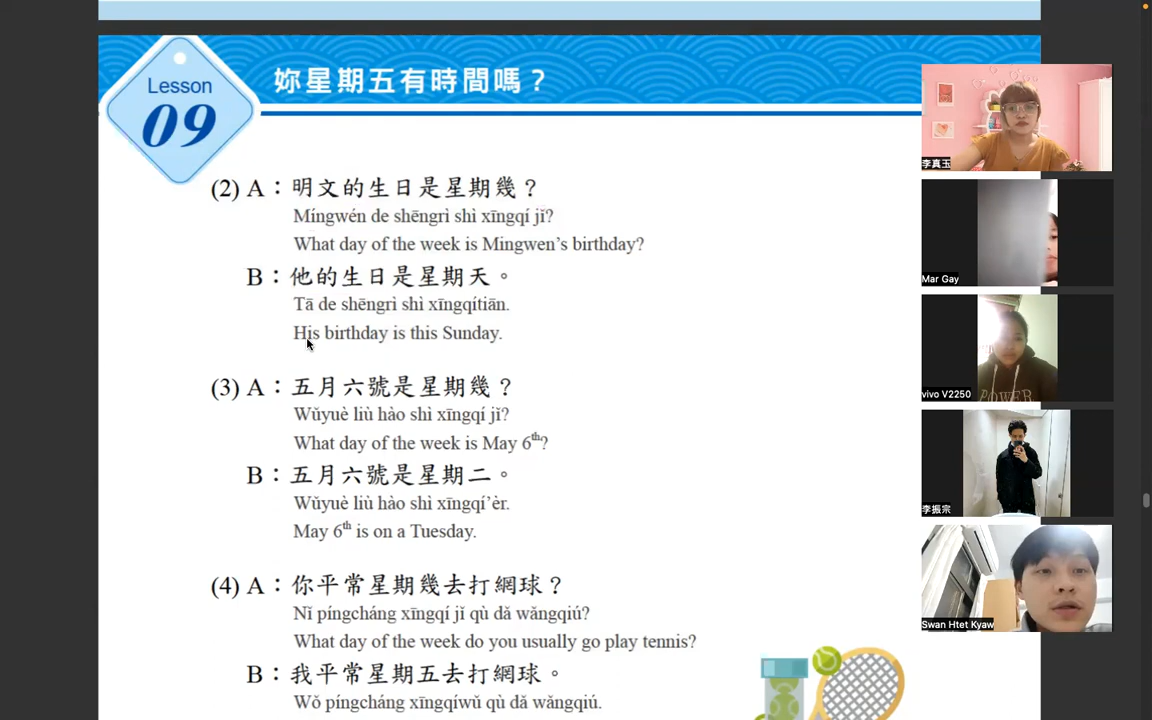 Lesson
09
妳星期五有時間嗎？
(2) A：明文的生日是星期幾？
Míngwén de shēngrì shì xīngqí jǐ?
What day of the week is Mingwen's birthday?
B：他的生日是星期天。
Tā de shēngrì shì xīngqítiān.
His birthday is this Sunday.
(3) A：五月六號是星期幾？
Wǔyuè liù hào shì xīngqí jǐ?
What day of the week is May 6th?
B：五月六號是星期二。
Wǔyuè liù hào shì xīngqí'èr.
May 6th is on a Tuesday.
(4) A：你平常星期幾去打網球？
Nǐ píngcháng xīngqí jǐ qù dǎ wǎngqiú?
What day of the week do you usually go play tennis?
B：我平常星期五去打網球。
Wǒ píngcháng xīngqíwǔ qù dǎ wǎngqiú.
李真玉
Mar Gay
vivo V2250
POWER
李振宗
Swan Htet Kyaw